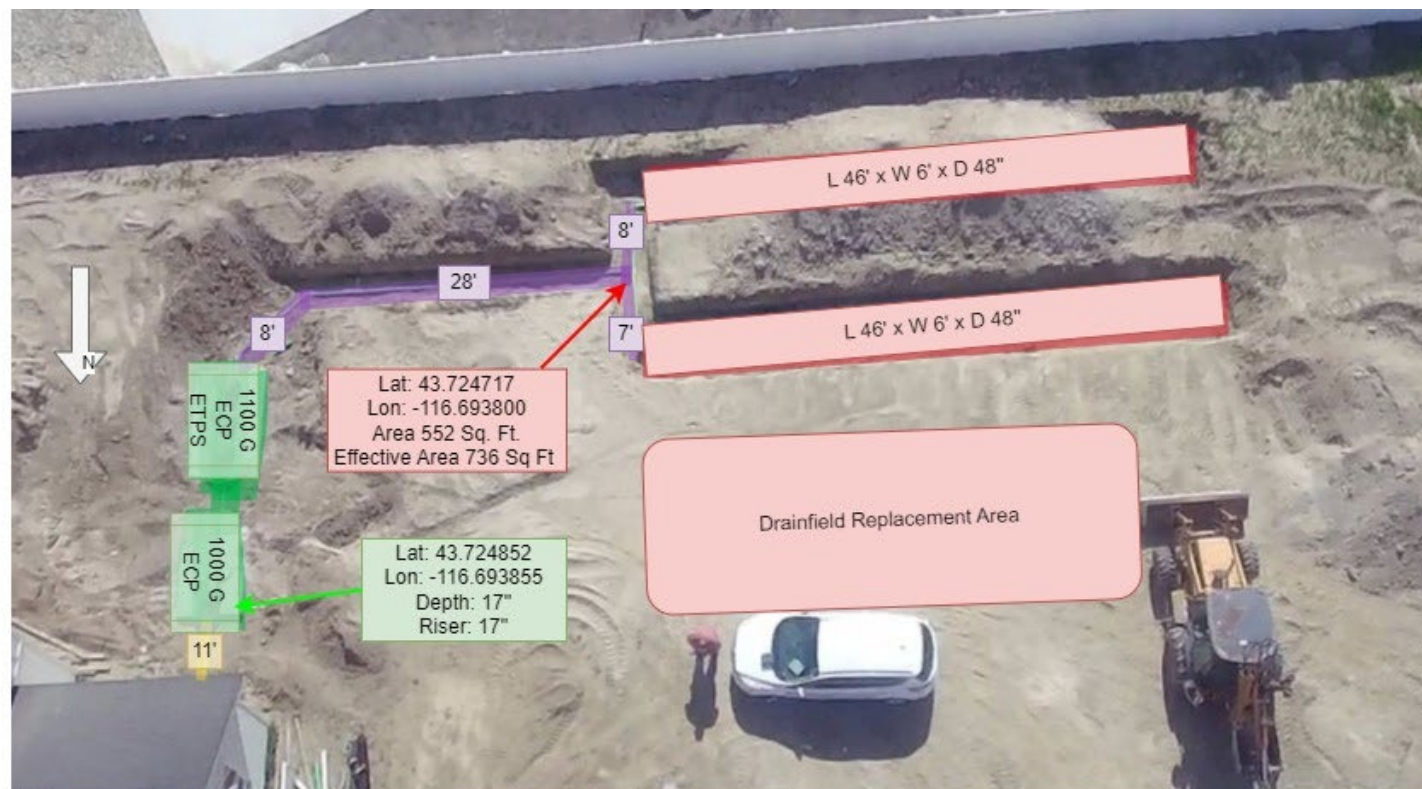 L 46' x W 6' x D 48"
8'
28'
L 46' x W 6' x D 48"
7'
8'
N
1100 G
ECP
ETPS
Lat: 43.724717
Lon: -116.693800
Area 552 Sq. Ft.
Effective Area 736 Sq Ft
Drainfield Replacement Area
1000 G
ECP
Lat: 43.724852
Lon: -116.693855
Depth: 17"
Riser: 17"
11'